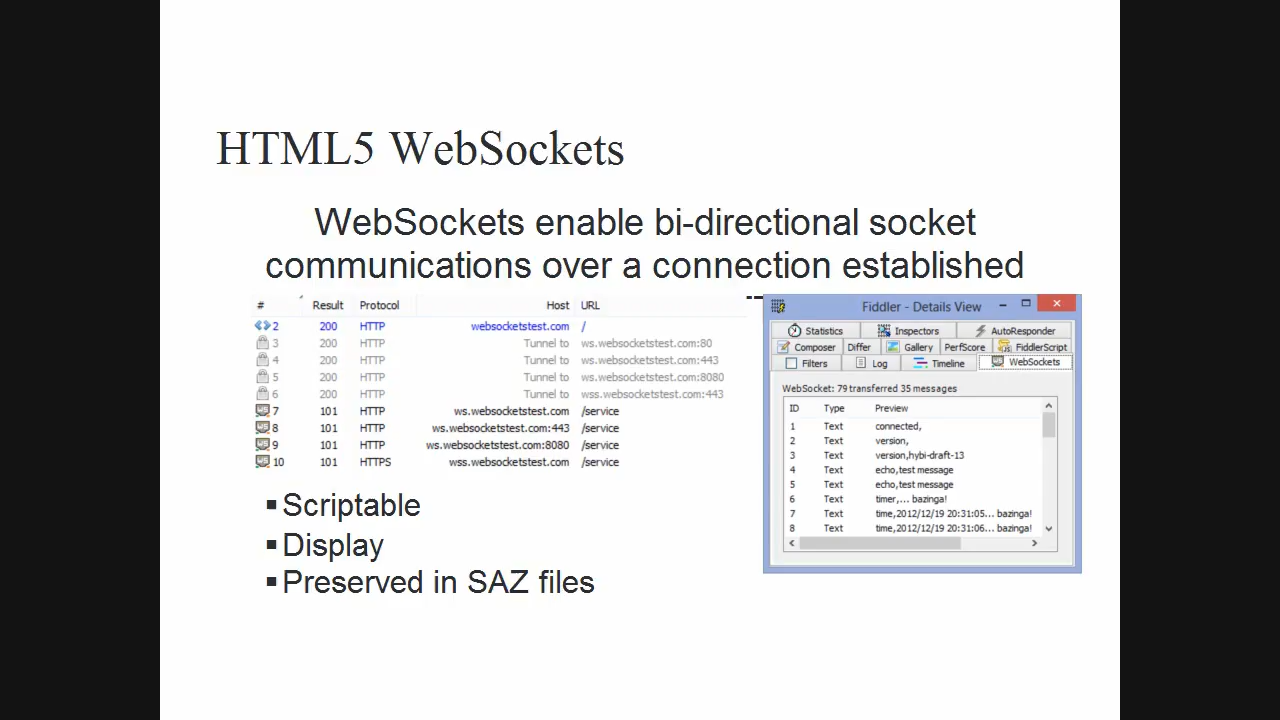 HTML5 WebSockets
WebSockets enable bi-directional socket
communications over a connection established
# Result Protocol Host URL
2 200 HTTP websocketstest.com /
3 200 HTTP Tunnel to ws.websocketstest.com:80
4 200 HTTP Tunnel to ws.websocketstest.com:443
5 200 HTTP Tunnel to ws.websocketstest.com:8080
6 200 HTTP Tunnel to wss.websocketstest.com:443
7 101 HTTP ws.websocketstest.com /service
8 101 HTTP ws.websocketstest.com:443 /service
9 101 HTTP ws.websocketstest.com:8080 /service
10 101 HTTPS wss.websocketstest.com /service
Fiddler - Details View
Statistics Inspectors AutoResponder
Composer Differ Gallery PerfScore FiddlerScript
Filters Log Timeline WebSockets
WebSocket: 79 transferred 35 messages
ID Type Preview
1 Text connected,
2 Text version,
3 Text version,hybi-draft-13
4 Text echo,test message
5 Text echo,test message
6 Text timer,... bazinga!
7 Text time,2012/12/19 20:31:05... bazinga!
8 Text time,2012/12/19 20:31:06... bazinga!
▪Scriptable
▪Display
▪Preserved in SAZ files